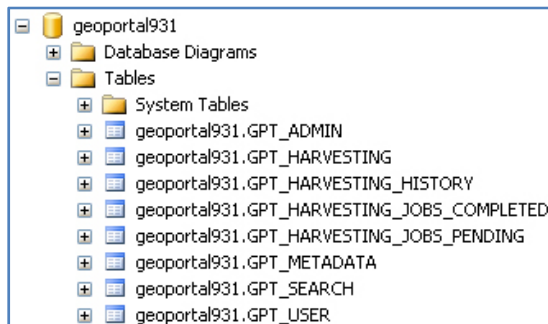 geoportal931
Database Diagrams
Tables
System Tables
geoportal931.GPT_ADMIN
geoportal931.GPT_HARVESTING
geoportal931.GPT_HARVESTING_HISTORY
geoportal931.GPT_HARVESTING_JOBS_COMPLETED
geoportal931.GPT_HARVESTING_JOBS_PENDING
geoportal931.GPT_METADATA
geoportal931.GPT_SEARCH
geoportal931.GPT_USER